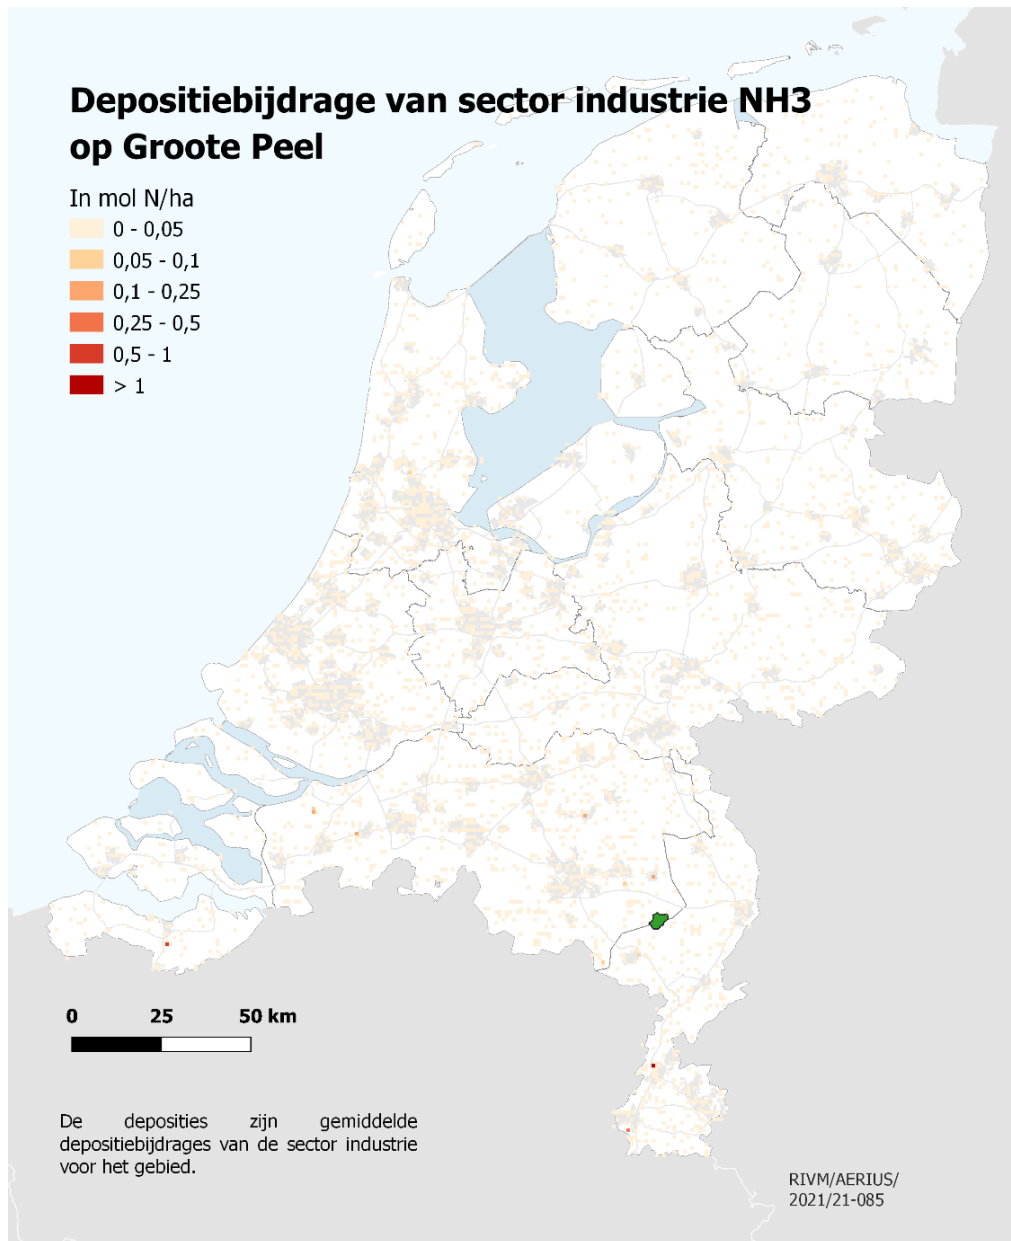 Depositiebijdrage van sector industrie NH3
op Groote Peel
In mol N/ha
0 - 0,05
0,05 - 0,1
0,1 - 0,25
0,25 - 0,5
0,5 - 1
> 1
0 25 50 km
De deposities zijn gemiddelde
depositiebijdrages van de sector industrie
voor het gebied.
RIVM/AERIUS/
2021/21-085